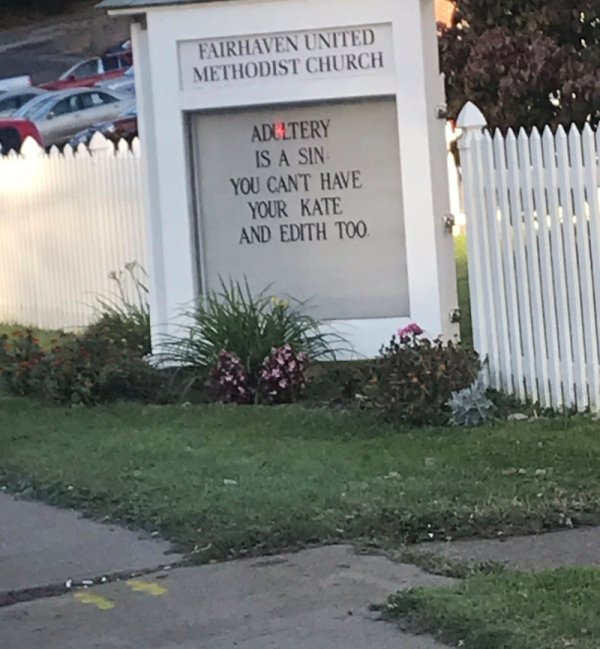 FAIRHAVEN UNITED
METHODIST CHURCH
ADULTERY
IS A SIN:
YOU CAN'T HAVE
YOUR KATE
AND EDITH TOO.